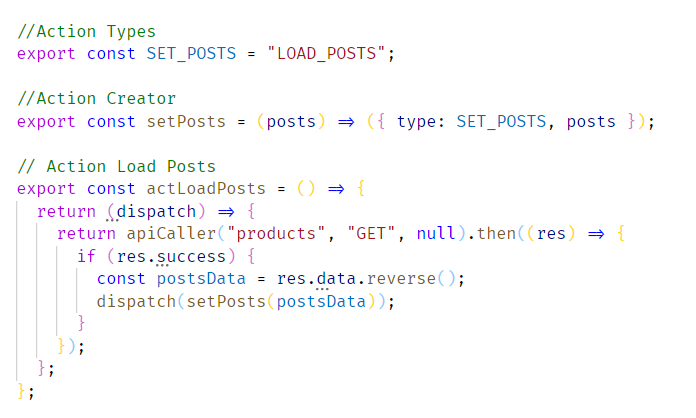 //Action Types
export const SET_POSTS = "LOAD_POSTS";
//Action Creator
export const setPosts = (posts) => ({ type: SET_POSTS, posts });
// Action Load Posts
export const actLoadPosts = () => {
return (dispatch) => {
return apiCaller("products", "GET", null).then((res) => {
if (res.success) {
const postsData = res.data.reverse();
dispatch(setPosts(postsData));
}
});
};
};